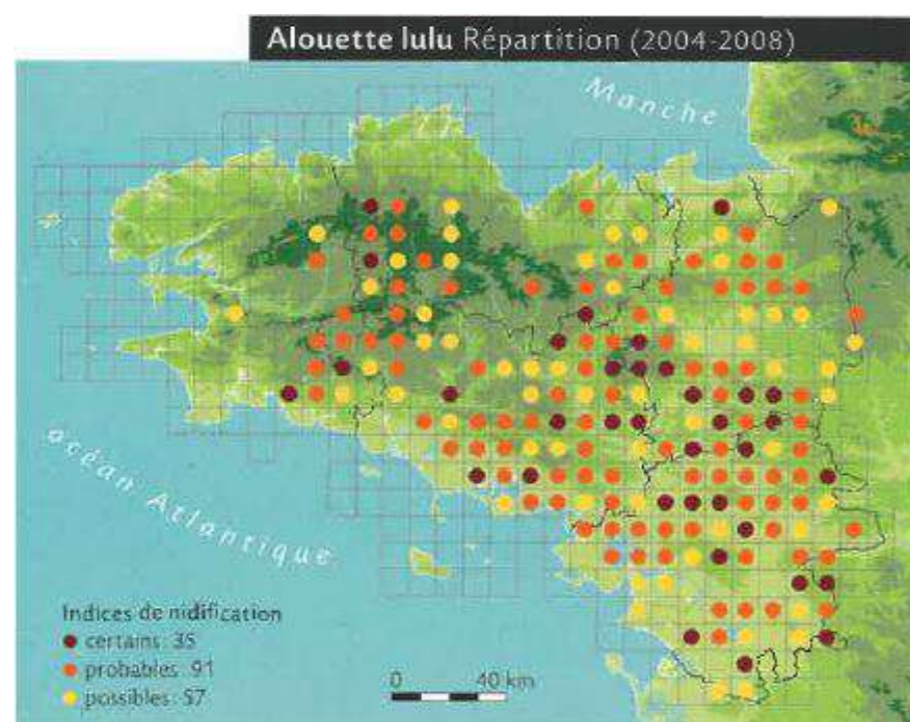 Alouette lulu Répartition (2004-2008)
Manche
océan Atlantique
Indices de nidification
certains : 35
probables : 91
possibles : 57
0 40 km